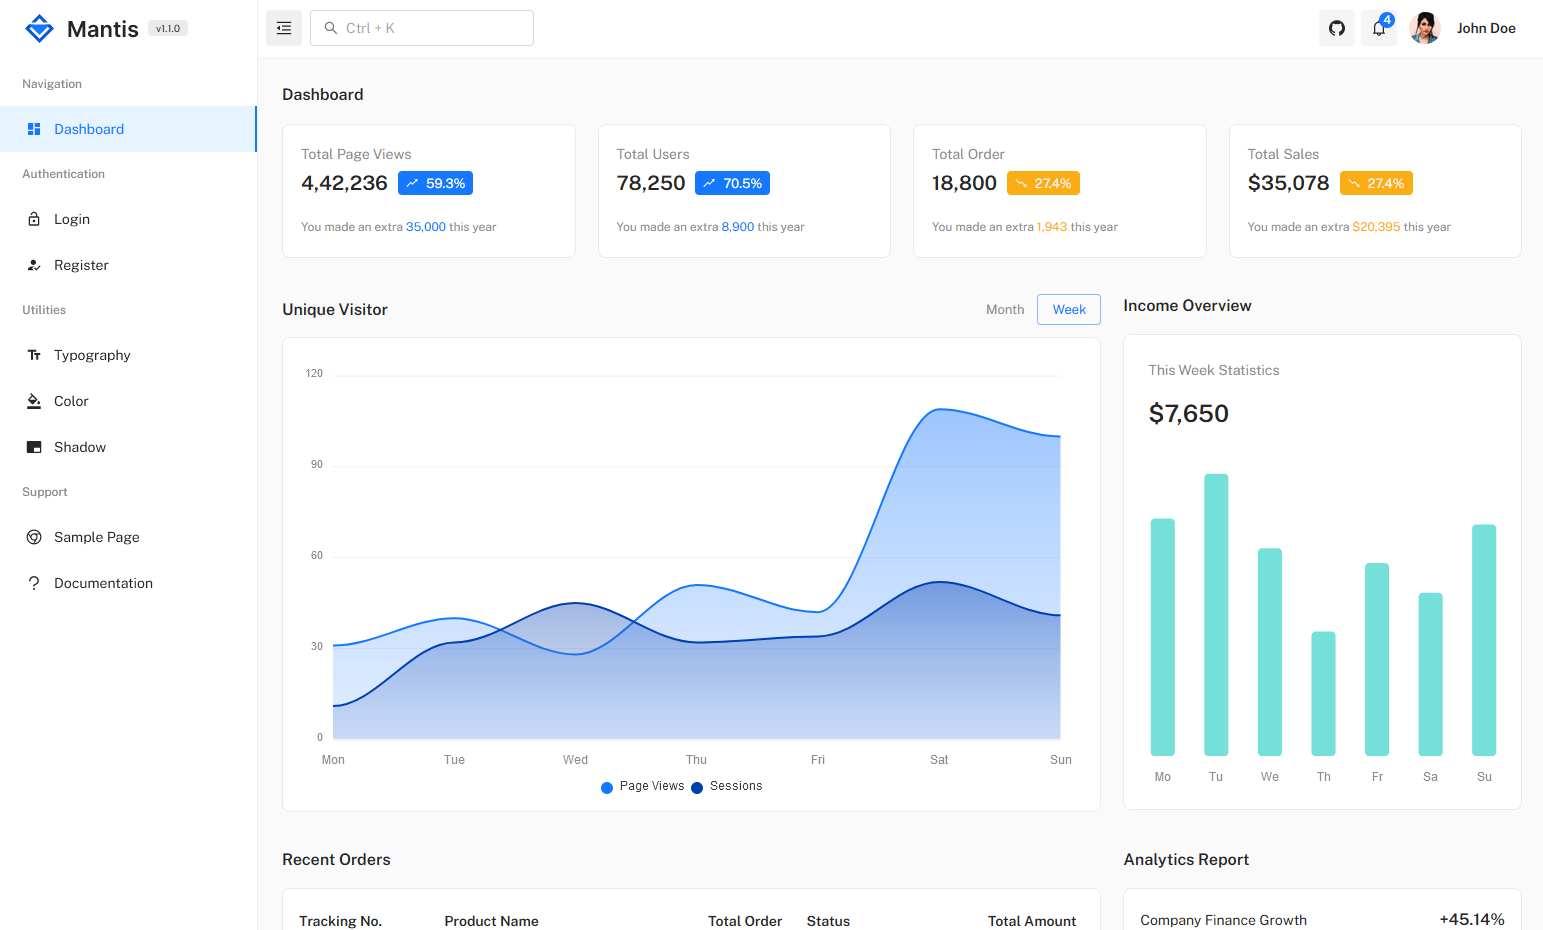 Mantis v1.1.0
Ctrl + K
4
John Doe
Navigation
Dashboard
Authentication
Login
Register
Utilities
Typography
Color
Shadow
Support
Sample Page
Documentation
Dashboard
Total Page Views
4,42,236 59.3%
You made an extra 35,000 this year
Total Users
78,250 70.5%
You made an extra 8,900 this year
Total Order
18,800 27.4%
You made an extra 1,943 this year
Total Sales
$35,078 27.4%
You made an extra $20,395 this year
Unique Visitor
Month Week
120
90
60
30
0
Mon Tue Wed Thu Fri Sat Sun
Page Views Sessions
Income Overview
This Week Statistics
$7,650
Mo Tu We Th Fr Sa Su
Recent Orders
Tracking No. Product Name Total Order Status Total Amount
Analytics Report
Company Finance Growth +45.14%